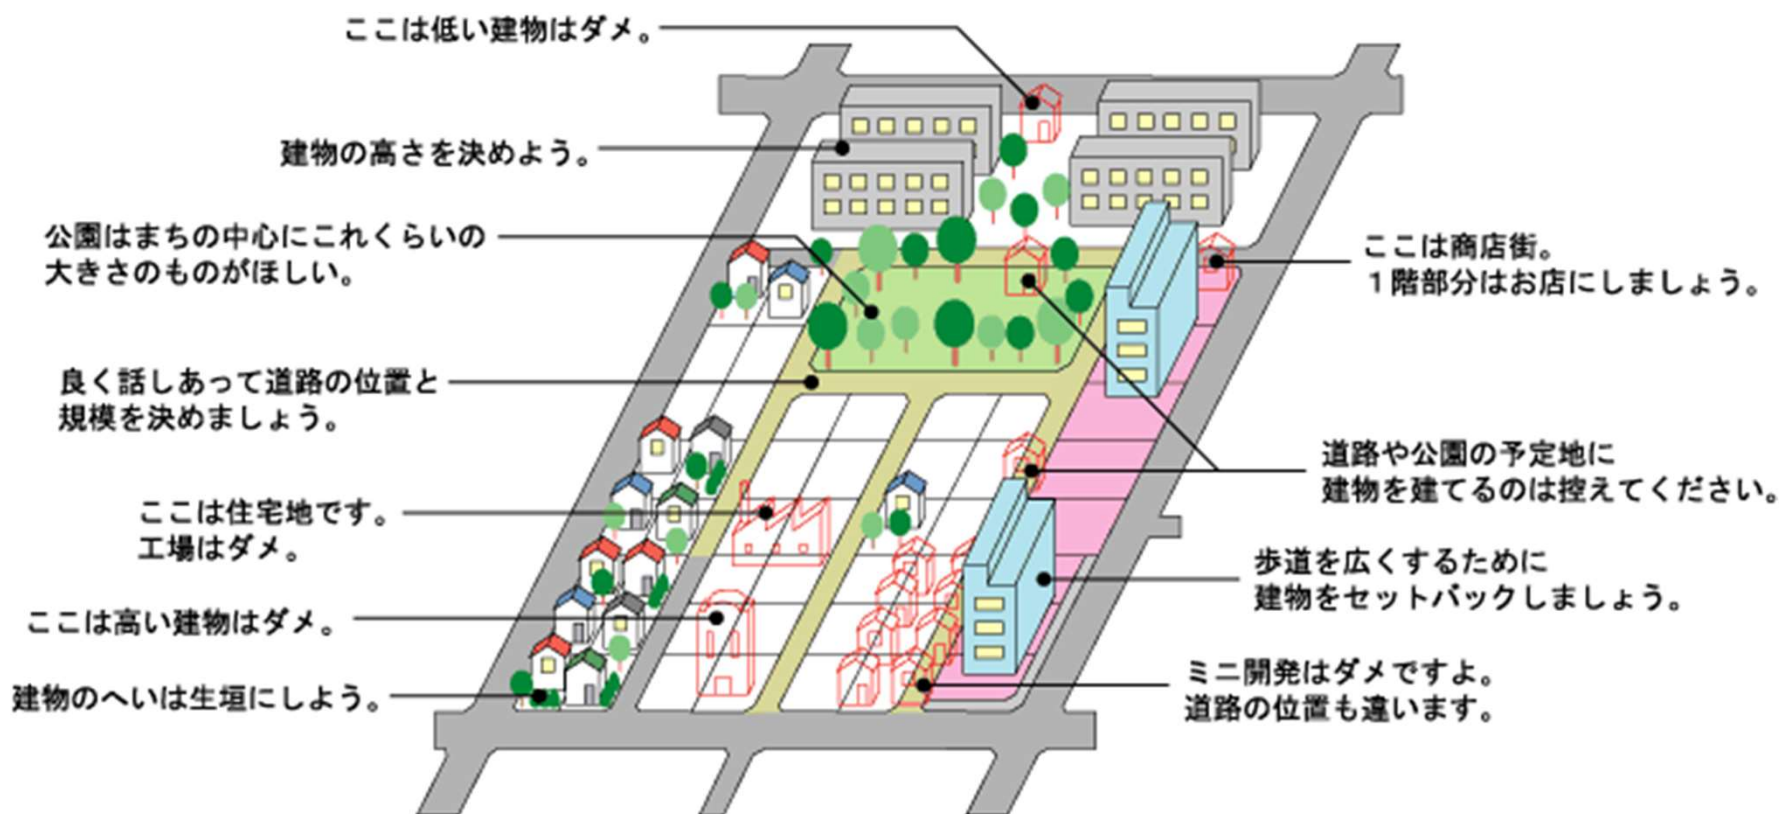 ここは低い建物はダメ。
建物の高さを決めよう。
公園はまちの中心にこれくらいの
大きさのものがほしい。
良く話しあって道路の位置と
規模を決めましょう。
ここは住宅地です。
工場はダメ。
ここは高い建物はダメ。
建物のへいは生垣にしよう。
ここは商店街。
１階部分はお店にしましょう。
道路や公園の予定地に
建物を建てるのは控えてください。
歩道を広くするために
建物をセットバックしましょう。
ミニ開発はダメですよ。
道路の位置も違います。